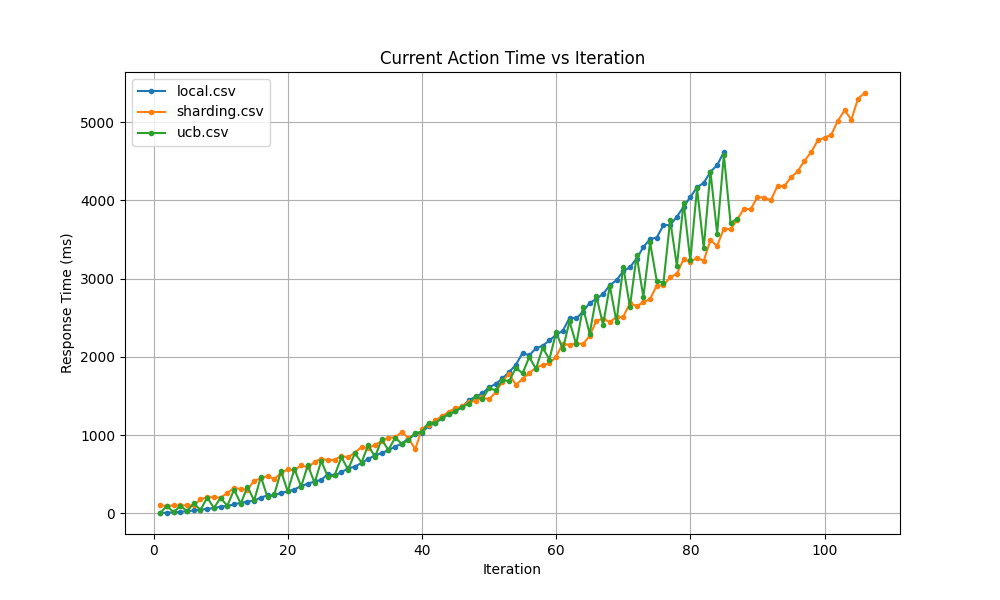 Current Action Time vs Iteration
local.csv
sharding.csv
ucb.csv
Response Time (ms)
5000
4000
3000
2000
1000
0
0 20 40 60 80 100
Iteration